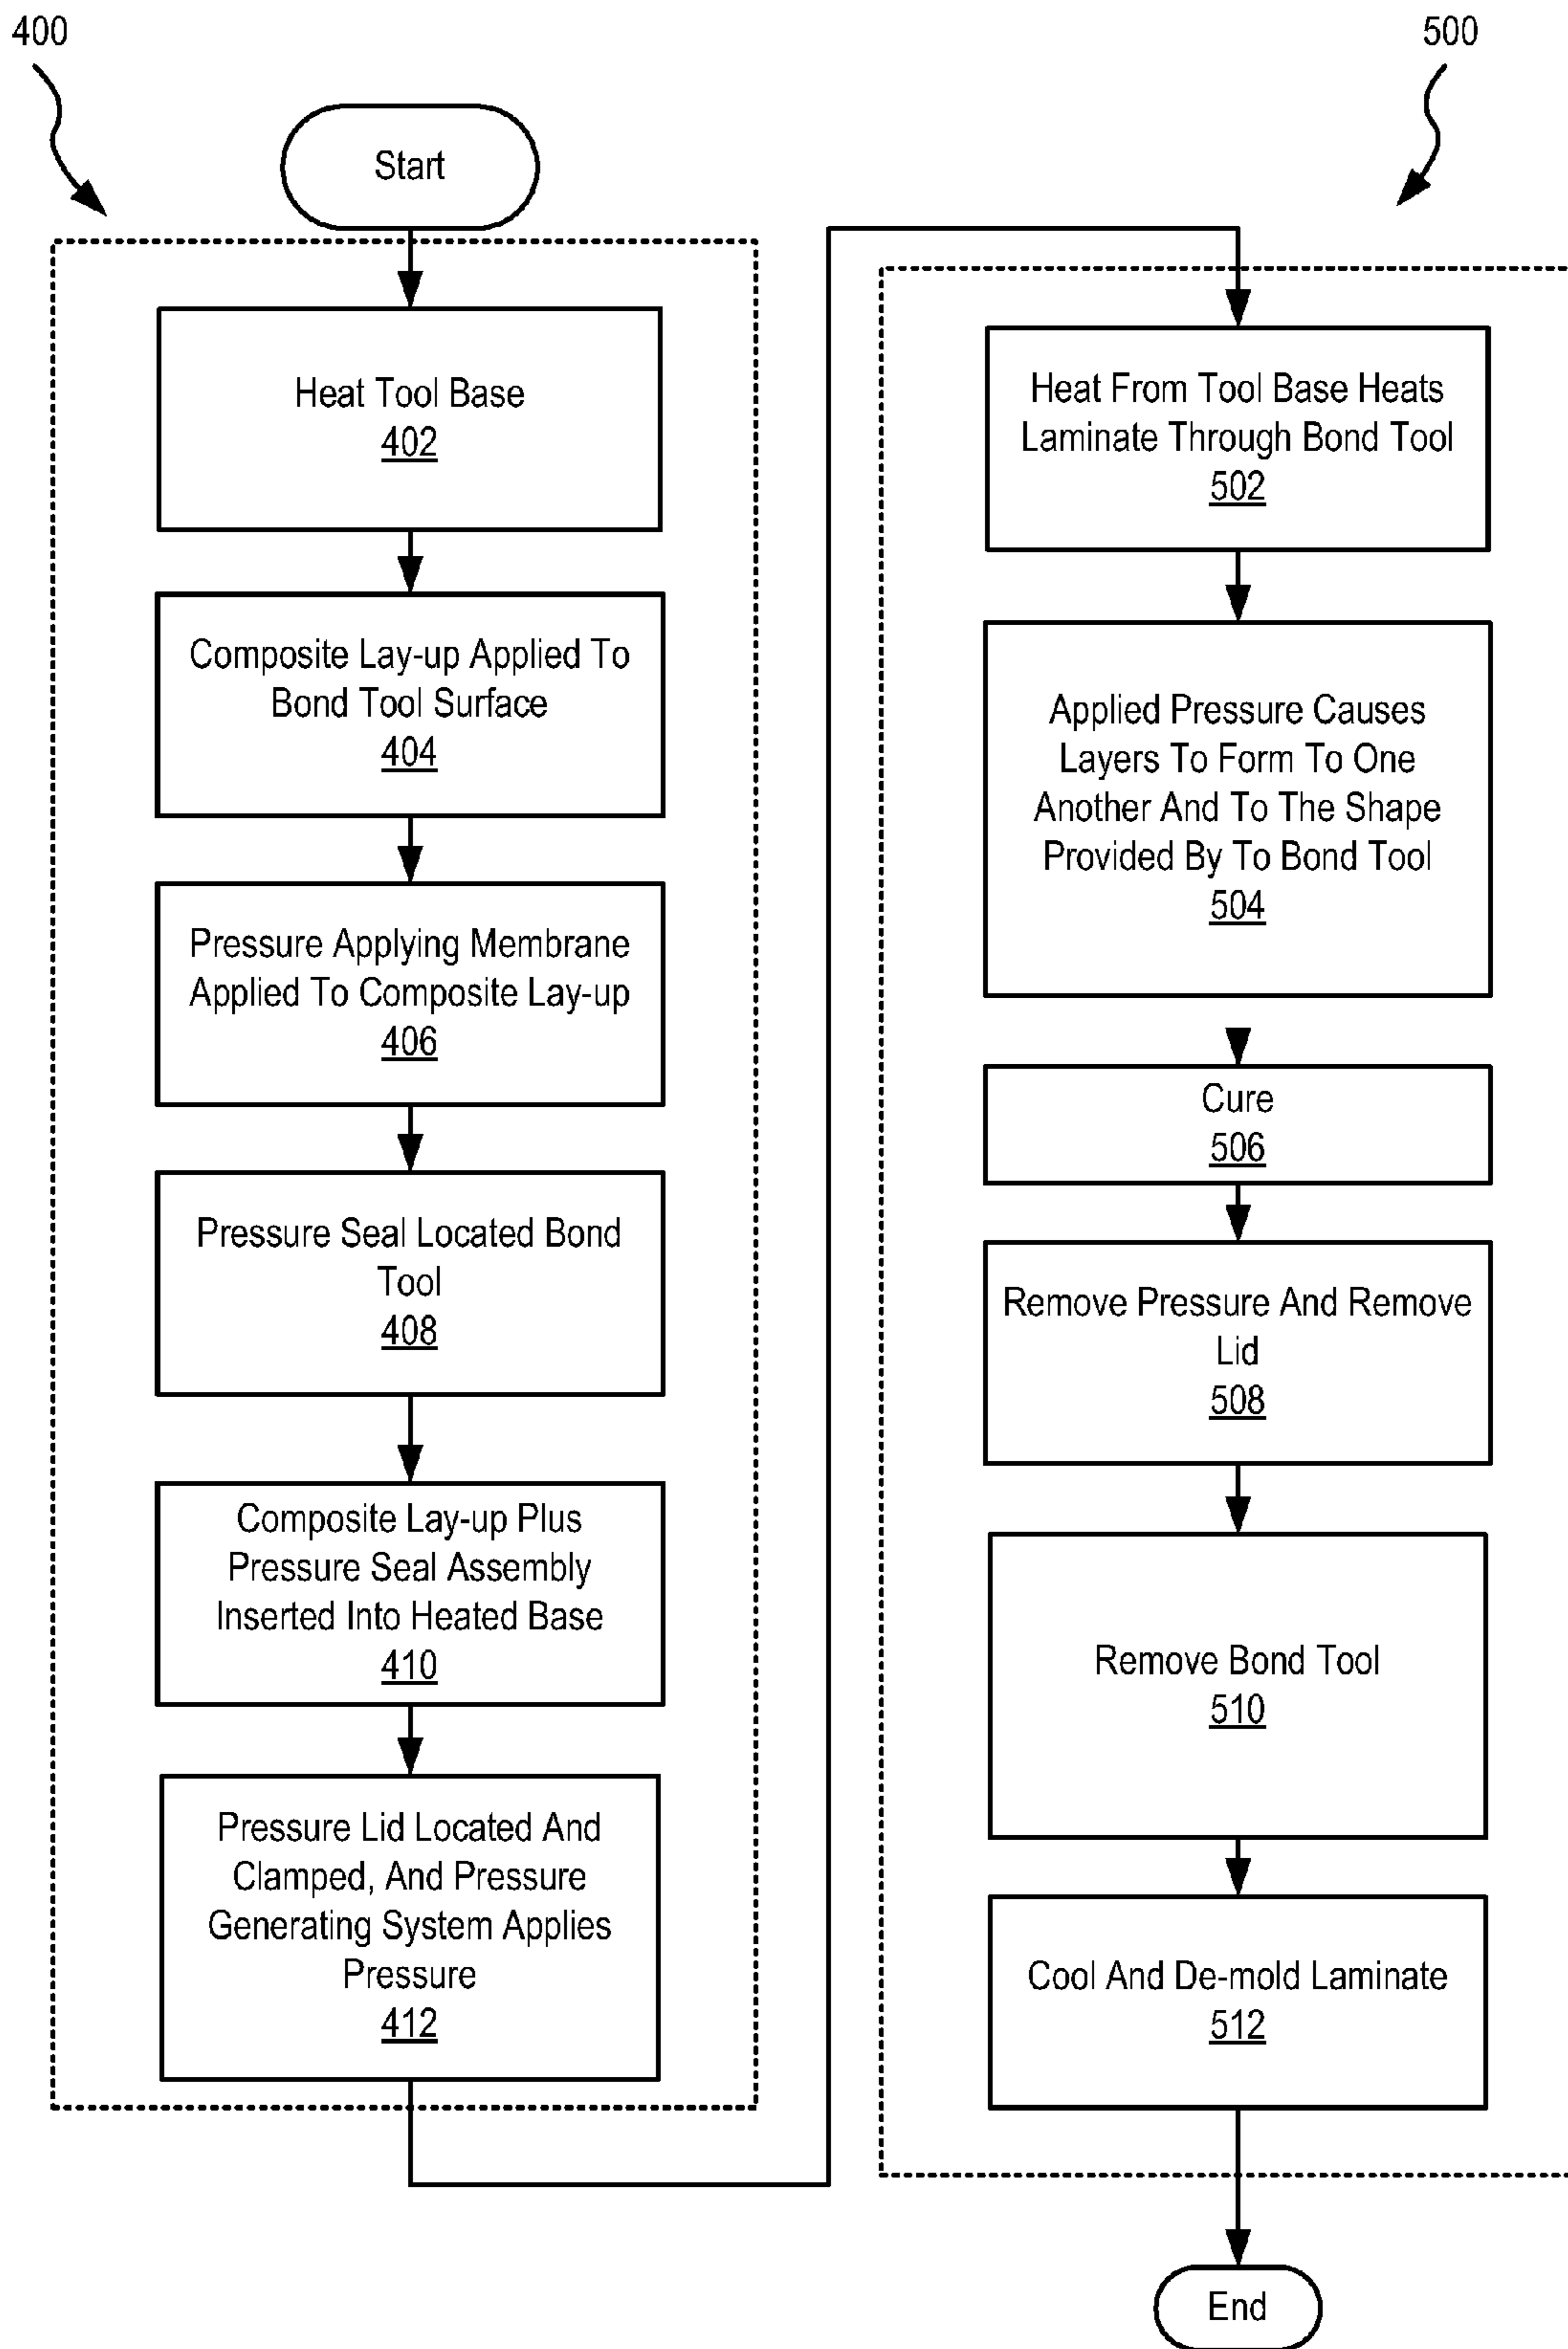 400
500
Start
Heat Tool Base
402
Composite Lay-up Applied To
Bond Tool Surface
404
Pressure Applying Membrane
Applied To Composite Lay-up
406
Pressure Seal Located Bond
Tool
408
Composite Lay-up Plus
Pressure Seal Assembly
Inserted Into Heated Base
410
Pressure Lid Located And
Clamped, And Pressure
Generating System Applies
Pressure
412
Heat From Tool Base Heats
Laminate Through Bond Tool
502
Applied Pressure Causes
Layers To Form To One
Another And To The Shape
Provided By To Bond Tool
504
Cure
506
Remove Pressure And Remove
Lid
508
Remove Bond Tool
510
Cool And De-mold Laminate
512
End